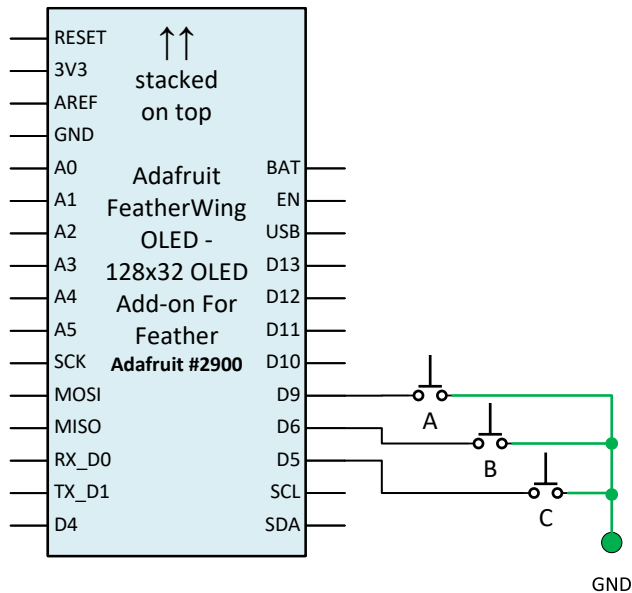 RESET
3V3
AREF
GND
A0
A1
A2
A3
A4
A5
SCK
MOSI
MISO
RX_D0
TX_D1
D4
↑↑
stacked
on top
Adafruit
FeatherWing
OLED -
128x32 OLED
Add-on For
Feather
Adafruit #2900
BAT
EN
USB
D13
D12
D11
D10
D9
D6
D5
SCL
SDA
A
B
C
GND